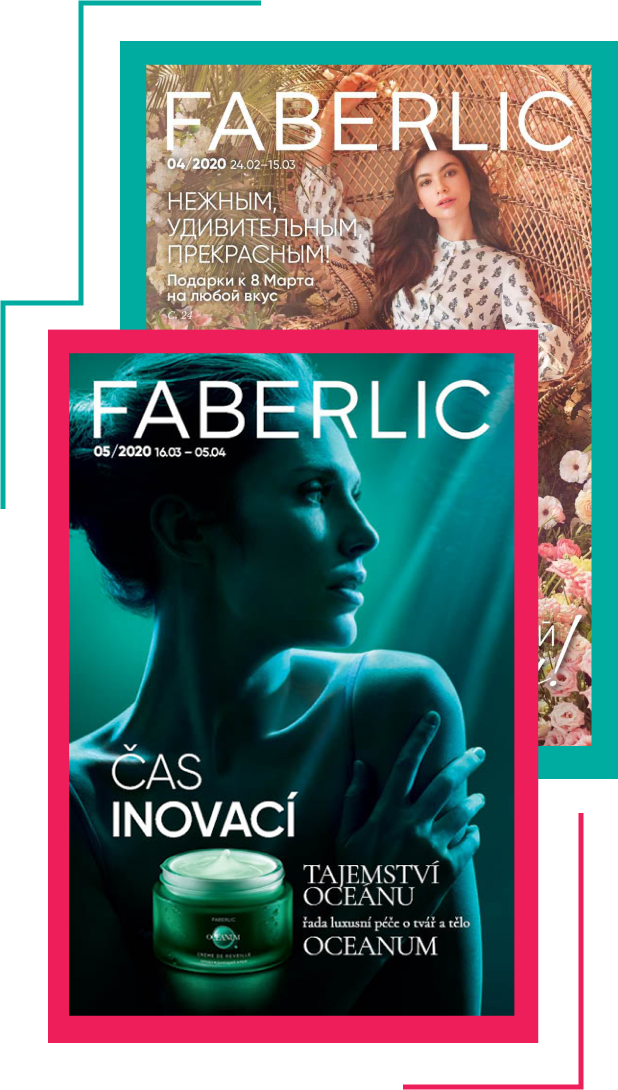 FABERLIC
04/2020 24.02–15.03
НЕЖНЫМ,
УДИВИТЕЛЬНЫМ,
ПРЕКРАСНЫМ!
Подарки к 8 Марта
на любой вкус
С. 24
FABERLIC
05/2020 16.03 – 05.04
ČAS
INOVACÍ
TAJEMSTVÍ
OCEÁNU
řada luxusní péče o tvář a tělo
OCEANUM
FABERLIC
OCEANUM
CRÈME DE RÉVEILLE